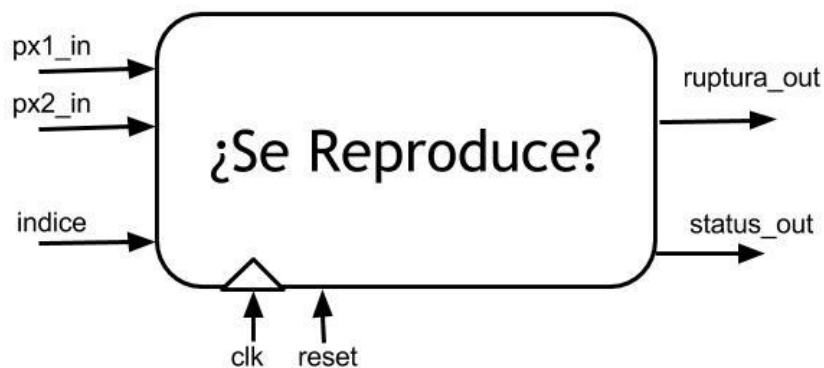 px1_in
px2_in
indice
¿Se Reproduce?
ruptura_out
status_out
clk
reset